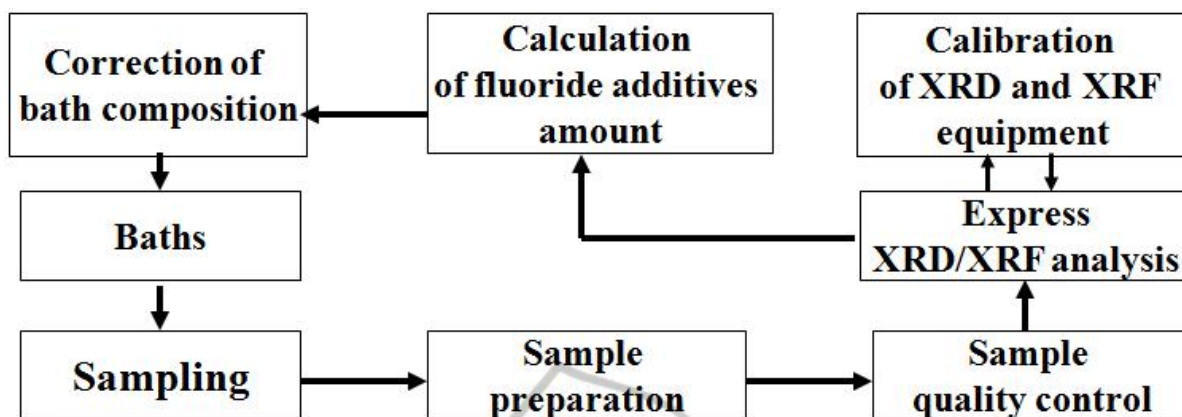 Correction of
bath composition
Calculation
of fluoride additives
amount
Calibration
of XRD and XRF
equipment
Baths
Express
XRD/XRF analysis
Sampling
Sample
preparation
Sample
quality control